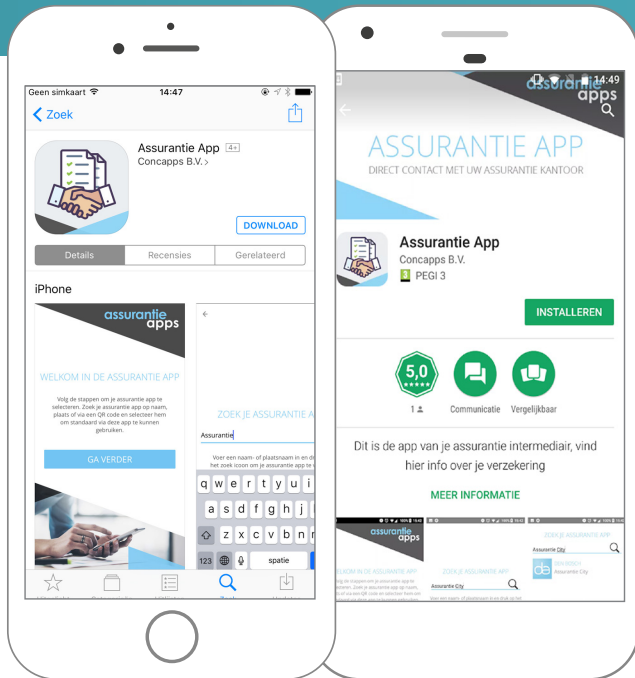 Geen simkaart
14:47
Zoek
Assurantie App 4+
Concapps B.V. >
DOWNLOAD
Details
Recensies
Gerelateerd
iPhone
assurantie
apps
WELKOM IN DE ASSURANTIE APP
Volg de stappen om je assurantie app te
selecteren. Zoek je assurantie app op naam,
plaats of via een QR code en selecteer hem
om standaard via deze app te kunnen
gebruiken.
GA VERDER
ZOEK JE ASSURANTIE A
Assurantie
Voer een naam- of plaatsnaam in en d
het zoek icoon om je assurantie app te
q w e r t y u i
a s d f g h j
z x c v b n
123 spatie
14:49
assurantie
apps
ASSURANTIE APP
DIRECT CONTACT MET UW ASSURANTIE KANTOOR
Assurantie App
Concapps B.V.
3 PEGI 3
INSTALLEREN
5,0
1
Communicatie
Vergelijkbaar
Dit is de app van je assurantie intermediair, vind
hier info over je verzekering
MEER INFORMATIE
assurantie
apps
ZOEK JE ASSURANTIE APP
Assurantie City
ZOEK JE ASSURANTIE APP
Assurantie City
de
Assurantie City